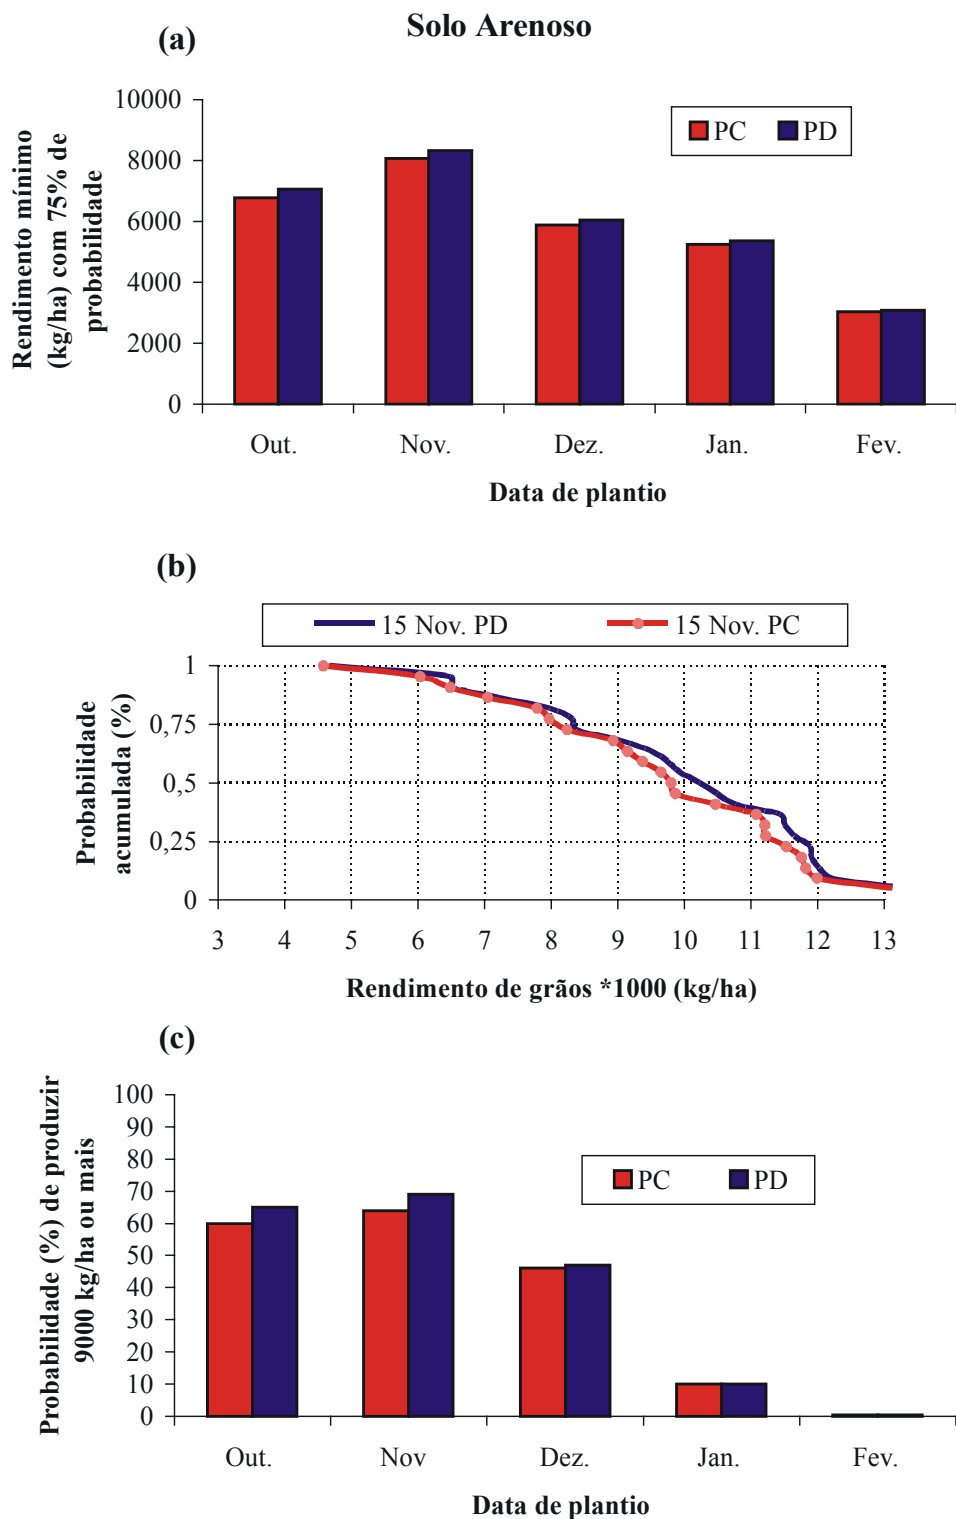 Solo Arenoso
(a)
Rendimento mínimo
(kg/ha) com 75% de
probabilidade
10000
8000
6000
4000
2000
0
PC PD
Out. Nov. Dez. Jan. Fev.
Data de plantio
(b)
15 Nov. PD 15 Nov. PC
Probabilidade
acumulada (%)
1
0,75
0,5
,25
0
3 4 5 6 7 8 9 10 11 12 13
Rendimento de grãos *1000 (kg/ha)
(c)
Probabilidade (%) de produzir
9000 kg/ha ou mais
100
90
80
70
60
50
40
30
20
10
0
PC PD
Out. Nov Dez. Jan. Fev.
Data de plantio